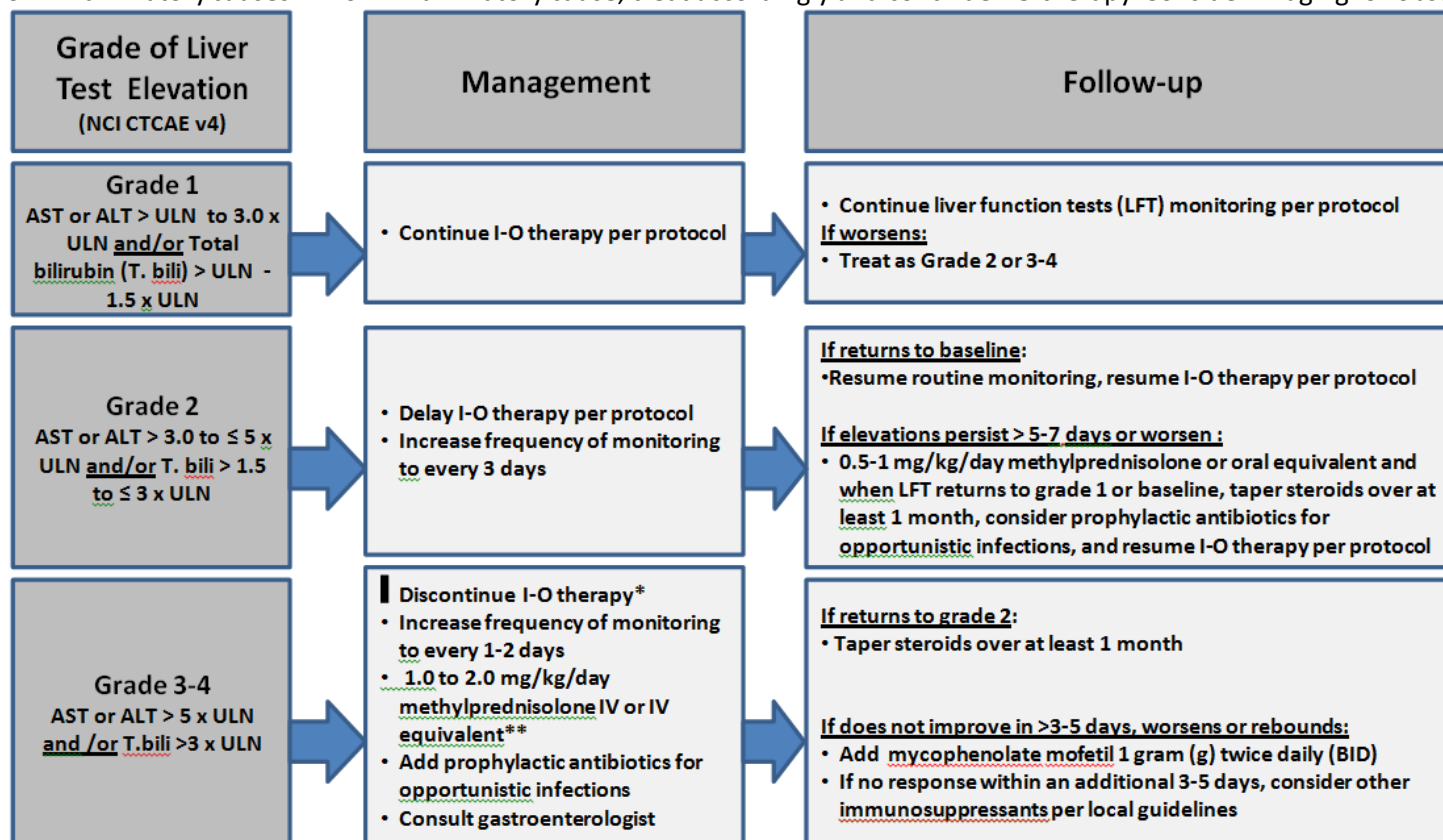 Grade of Liver
Test Elevation
(NCI CTCAE v4)
Management
Follow-up
Grade 1
AST or ALT > ULN to 3.0 x
ULN and/or Total
bilirubin (T. bili) > ULN -
1.5 x ULN
• Continue I-O therapy per protocol
• Continue liver function tests (LFT) monitoring per protocol
If worsens:
• Treat as Grade 2 or 3-4
Grade 2
AST or ALT > 3.0 to ≤ 5 x
ULN and/or T. bili > 1.5
to ≤ 3 x ULN
• Delay I-O therapy per protocol
• Increase frequency of monitoring
to every 3 days
If returns to baseline:
•Resume routine monitoring, resume I-O therapy per protocol
If elevations persist > 5-7 days or worsen :
• 0.5-1 mg/kg/day methylprednisolone or oral equivalent and
when LFT returns to grade 1 or baseline, taper steroids over at
least 1 month, consider prophylactic antibiotics for
opportunistic infections, and resume I-O therapy per protocol
Grade 3-4
AST or ALT > 5 x ULN
and /or T.bili >3 x ULN
Discontinue I-O therapy*
• Increase frequency of monitoring
to every 1-2 days
• 1.0 to 2.0 mg/kg/day
methylprednisolone IV or IV
equivalent**
• Add prophylactic antibiotics for
opportunistic infections
• Consult gastroenterologist
If returns to grade 2:
• Taper steroids over at least 1 month
If does not improve in >3-5 days, worsens or rebounds:
• Add mycophenolate mofetil 1 gram (g) twice daily (BID)
• If no response within an additional 3-5 days, consider other
immunosuppressants per local guidelines